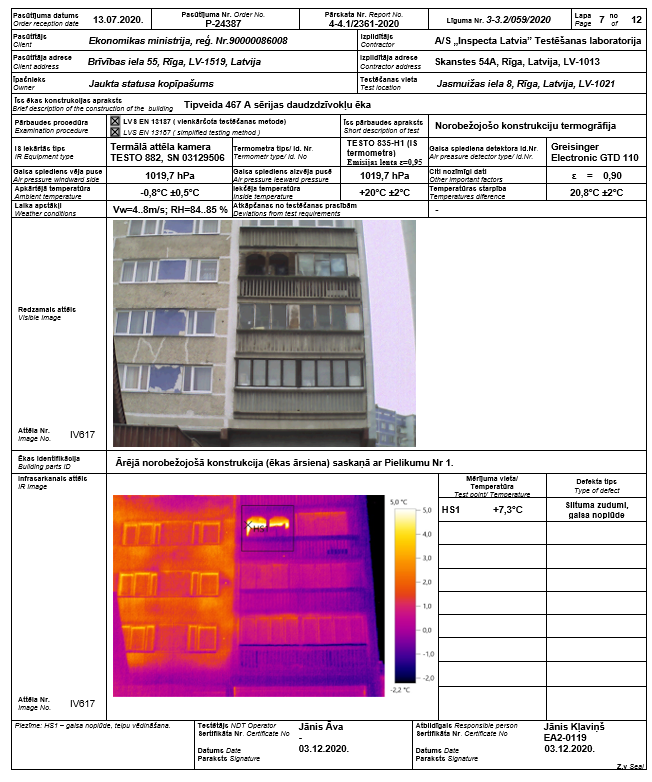 Pasūtījuma datums
Order reception date
13.07.2020.
Pasūtījuma Nr. Order No.
P-24387
Pārskata Nr. Report No.
4-4.1/2361-2020
Līguma Nr. 3-3.2/059/2020
Lapa 7 no 12
Page of
Pasūtītājs
Client
Ekonomikas ministrija, reģ. Nr.90000086008
Izpildītājs
Contractor
A/S „Inspecta Latvia” Testēšanas laboratorija
Pasūtītāja adrese
Client address
Brīvības iela 55, Rīga, LV-1519, Latvija
Izpildītāja adrese
Contractor address
Skanstes 54A, Rīga, Latvija, LV-1013
Īpašnieks
Owner
Jaukta statusa kopīpašums
Testēšanas vieta
Test location
Jasmuižas iela 8, Rīga, Latvija, LV-1021
Īss ēkas konstrukcijas apraksts
Brief description of the construction of the building
Tipveida 467 A sērijas daudzdzīvokļu ēka
Pārbaudes procedūra
Examination procedure
LVS EN 13187 ( vienkāršota testēšanas metode)
LVS EN 13187 ( simplified testing method )
Īss pārbaudes apraksts
Short description of test
Norobežojošo konstrukciju termogrāfija
IS iekārtās tips
IR Equipment type
Termālā attēla kamera
TESTO 882, SN 03129506
Termometra tips/ Id. Nr
Termometr type/ Id. No
TESTO 835-H1 (IS
termometrs)
Emisijas lenta ε=0,95
Gaisa spiediena detektora Id.Nr.
Air pressure detector type/ Id.Nr.
Greisinger
Electronic GTD 110
Gaisa spiediens vēja puse
Air pressure windward side
1019,7 hPa
Gaisa spiediens aizvēja pusē
Air pressure leeward pressure
1019,7 hPa
Citi nozīmīgi dati
Other important factors
ε = 0,90
Apkārtējā temperatūra
Ambient temperature
-0,8°C ±0,5°C
Iekšēja temperatūra
Inside temperature
+20°C ±2°C
Temperatūras starpība
Temperatures diference
20,8°C ±2°C
Laika apstākļi
Weather conditions
Vw=4..8m/s; RH=84..85 %
Atkāpšanas no testēšanas prasībām
Deviations from test requirements
-
Redzamais attēls
Visible Image
Attēla Nr.
Image No.
IV617
Ēkas identifikācija
Building parts ID
Ārējā norobežojošā konstrukcija (ēkas ārsiena) saskaņā ar Pielikumu Nr 1.
Infrasarkanais attēls
IR Image
Mērījuma vieta/
Temperatūra
Test point/ Temperature
Defekta tips
Type of defect
HS1 +7,3°C
Siltuma zudumi,
gaisa noplūde
5,0 °C
5,0
4,0
3,0
2,0
1,0
0,0
-1,0
-2,0
-2,2 °C
HS1
Attēla Nr.
Image No.
IV617
Piezīme: HS1 – gaisa noplūde, telpu vēdināšana.
Testētājs NDT Operator
Sertifikāta Nr. Certificate No
Jānis Āva
-
Datums Date
03.12.2020.
Paraksts Signature
Atbildīgais Responsible person
Sertifikāta Nr Certificate No
Jānis Kļaviņš
EA2-0119
Datums Date
03.12.2020.
Paraksts Signature
Z.v Seal